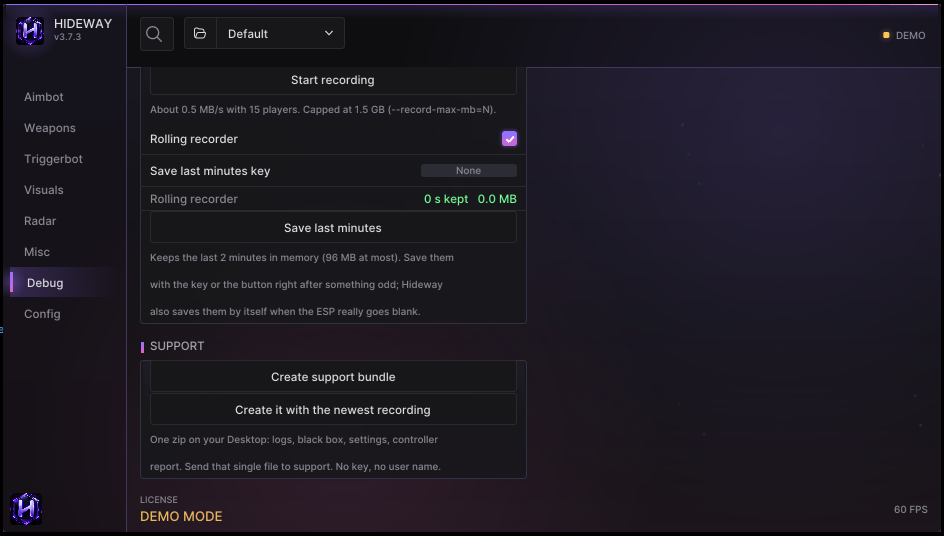 HIDEWAY
v3.7.3
Default
DEMO
Aimbot
Weapons
Triggerbot
Visuals
Radar
Misc
Debug
Config
Start recording
About 0.5 MB/s with 15 players. Capped at 1.5 GB (--record-max-mb=N).
Rolling recorder
Save last minutes key
None
Rolling recorder
0 s kept 0.0 MB
Save last minutes
Keeps the last 2 minutes in memory (96 MB at most). Save them
with the key or the button right after something odd; Hideway
also saves them by itself when the ESP really goes blank.
SUPPORT
Create support bundle
Create it with the newest recording
One zip on your Desktop: logs, black box, settings, controller
report. Send that single file to support. No key, no user name.
LICENSE
DEMO MODE
60 FPS